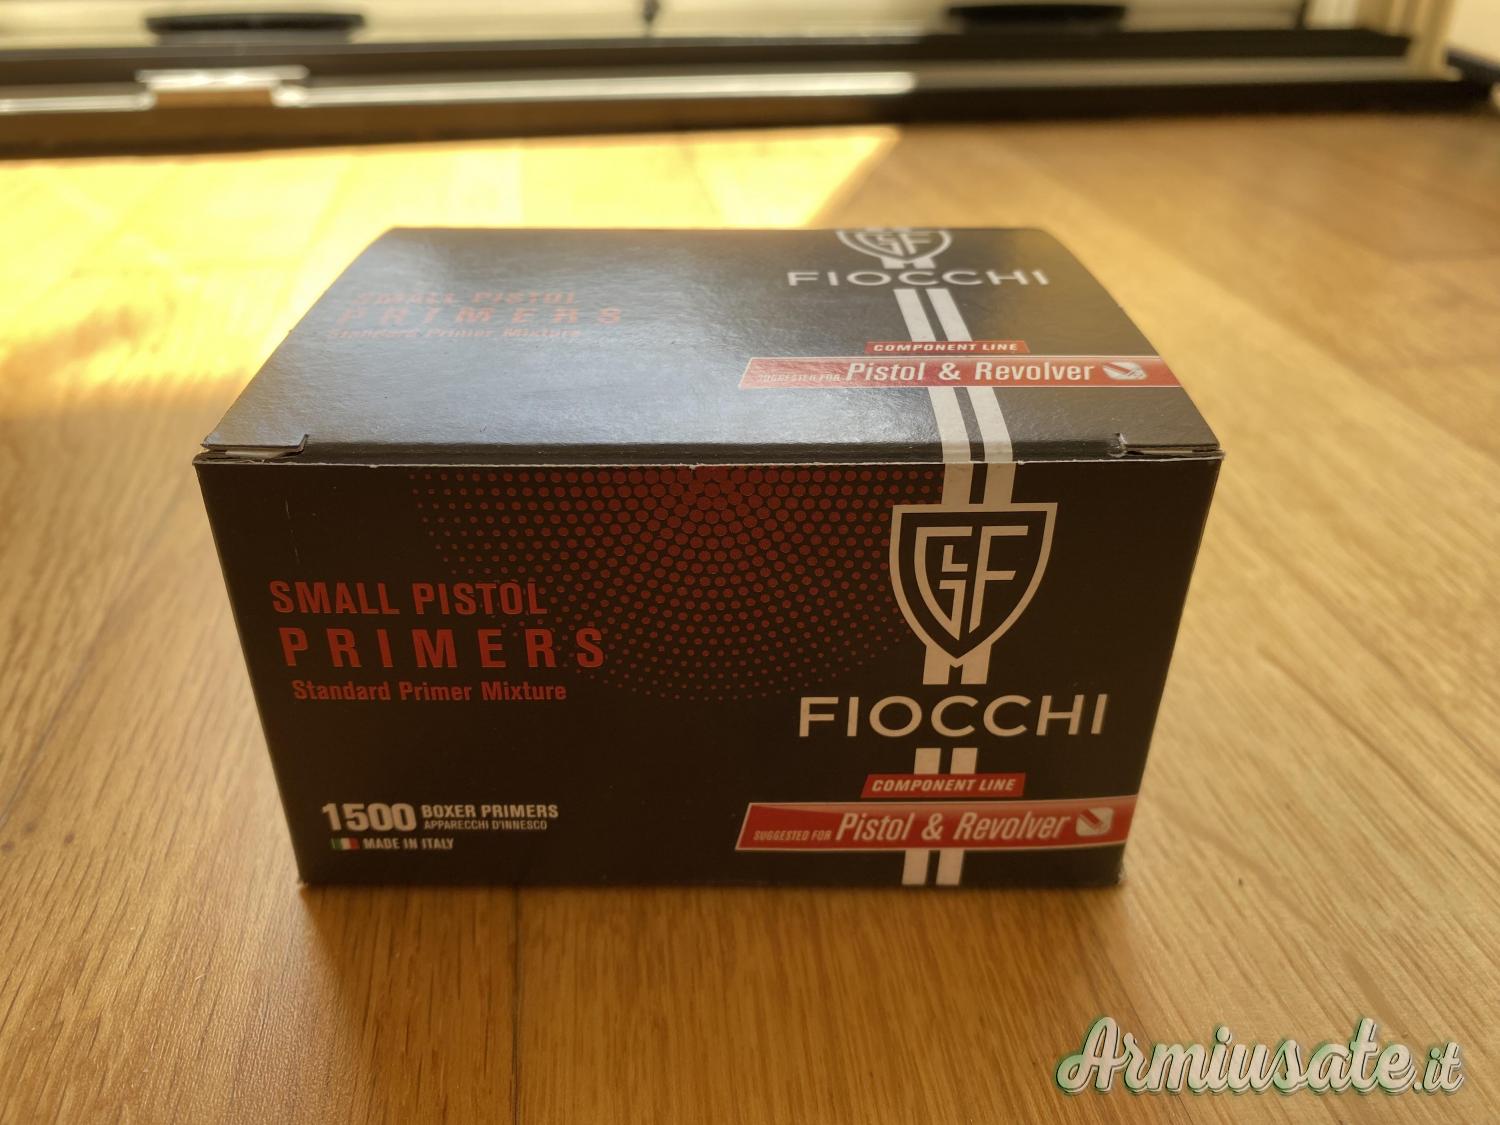 GF
FIOCCHI
SMALL PISTOL
PRIMERS
Standard Primer Mixture
COMPONENT LINE
SUGGESTED FOR Pistol & Revolver
GLGF
FIOCCHI
SMALL PISTOL
PRIMERS
Standard Primer Mixture
COMPONENT LINE
SUGGESTED FOR Pistol & Revolver
1500 BOXER PRIMERS
APPARECCHI D'INNESCO
MADE IN ITALY
Armiusate.it